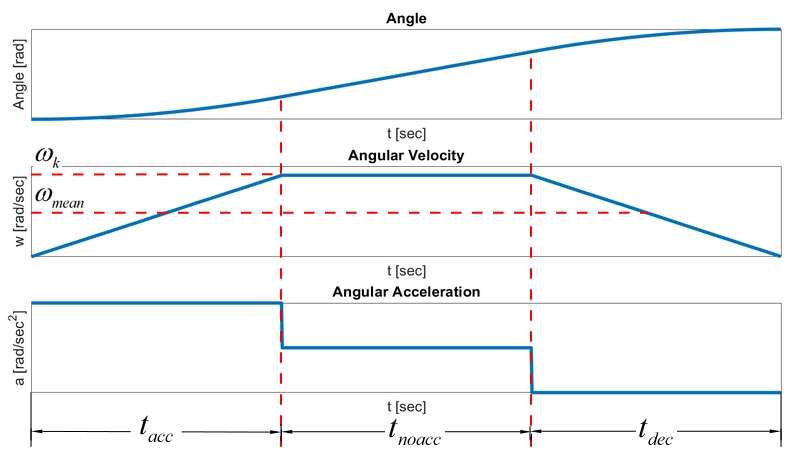 Angle
Angle [rad]
t [sec]
Angular Velocity
ω_k
ω_mean
w [rad/sec]
t [sec]
Angular Acceleration
a [rad/sec²]
t [sec]
t_acc
t_noacc
t_dec